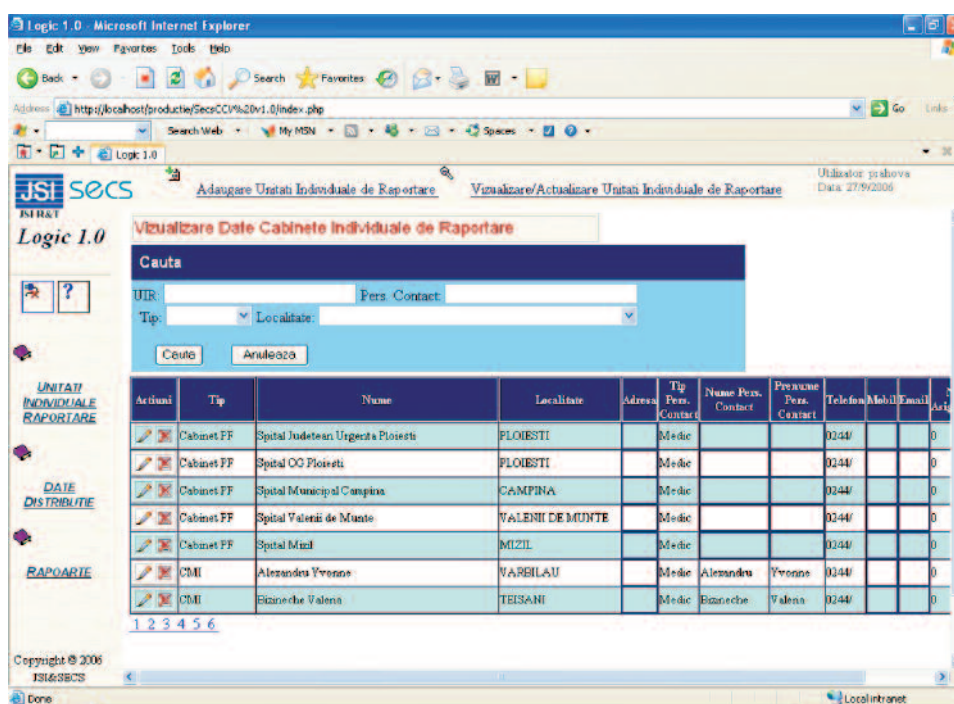 Logic 1.0 - Microsoft Internet Explorer
File Edit View Favorites Tools Help
Back Search Favorites
Address http://localhost/productie/SecsCCV%20v1.0/index.php Go Links
Search Web My MSN Spaces
Logic 1.0
JSI secs
Adaugare Unitati Individuale de Raportare
Vizualizare/Actualizare Unitati Individuale de Raportare
Utilizator: prahova
Data: 27/9/2006
JSI R&T
Logic 1.0
Vizualizare Date Cabinete Individuale de Raportare
Cauta
UIR: Pers. Contact:
Tip: Localitate:
Cauta Anuleaza
UNITATI INDIVIDUALE RAPORTARE
DATE DISTRIBUTIE
RAPOARTE
Actiuni Tip Nume Localitate Adresa Tip Pers. Contact Nume Pers. Contact Prenume Pers. Contact Telefon Mobil Email
Cabinet PF Spital Judetean Urgenta Ploiesti PLOIESTI Medic 0244/ 0
Cabinet PF Spital OG Ploiesti PLOIESTI Medic 0244/ 0
Cabinet PF Spital Municipal Campina CAMPINA Medic 0244/ 0
Cabinet PF Spital Valenii de Munte VALENII DE MUNTE Medic 0244/ 0
Cabinet PF Spital Mizil MIZIL Medic 0244/ 0
CMI Alexandru Yvonne VARBILAU Medic Alexandru Yvonne 0244/ 0
CMI Bizineche Valena TEISANI Medic Bizineche Valena 0244/ 0
1 2 3 4 5 6
Copyright © 2006
JSI&SECS
Done Local intranet